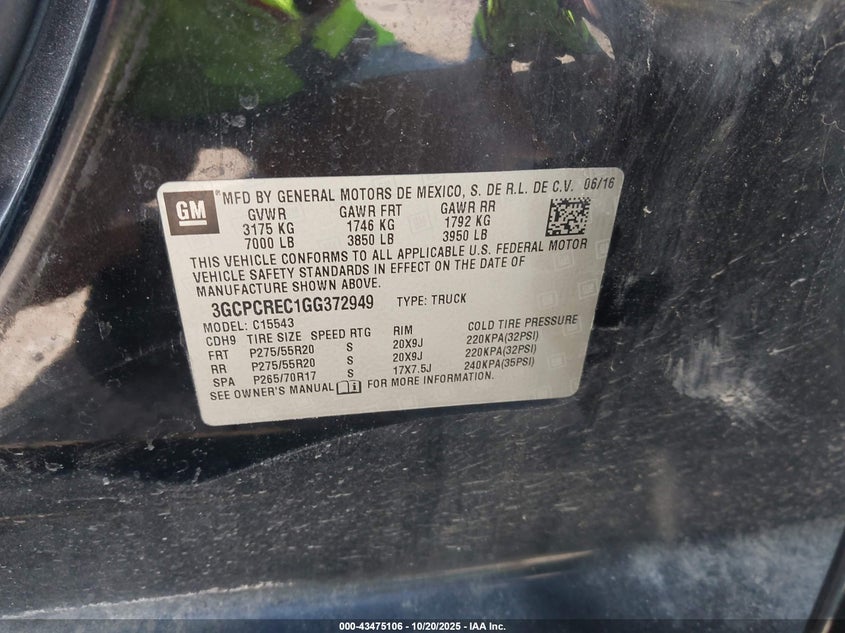 GM
® MFD BY GENERAL MOTORS DE MEXICO, S. DE R.L. DE C.V. 06/16
GVWR GAWR FRT GAWR RR
3175 KG 1746 KG 1792 KG
7000 LB 3850 LB 3950 LB
THIS VEHICLE CONFORMS TO ALL APPLICABLE U.S. FEDERAL MOTOR
VEHICLE SAFETY STANDARDS IN EFFECT ON THE DATE OF
MANUFACTURE SHOWN ABOVE.
3GCPCREC1GG372949 TYPE: TRUCK
MODEL: C15543
CDH9 TIRE SIZE SPEED RTG RIM COLD TIRE PRESSURE
FRT P275/55R20 S 20X9J 220KPA(32PSI)
RR P275/55R20 S 20X9J 220KPA(32PSI)
SPA P265/70R17 S 17X7.5J 240KPA(35PSI)
SEE OWNER'S MANUAL FOR MORE INFORMATION.
000-43475106 - 10/20/2025 - IAA Inc.